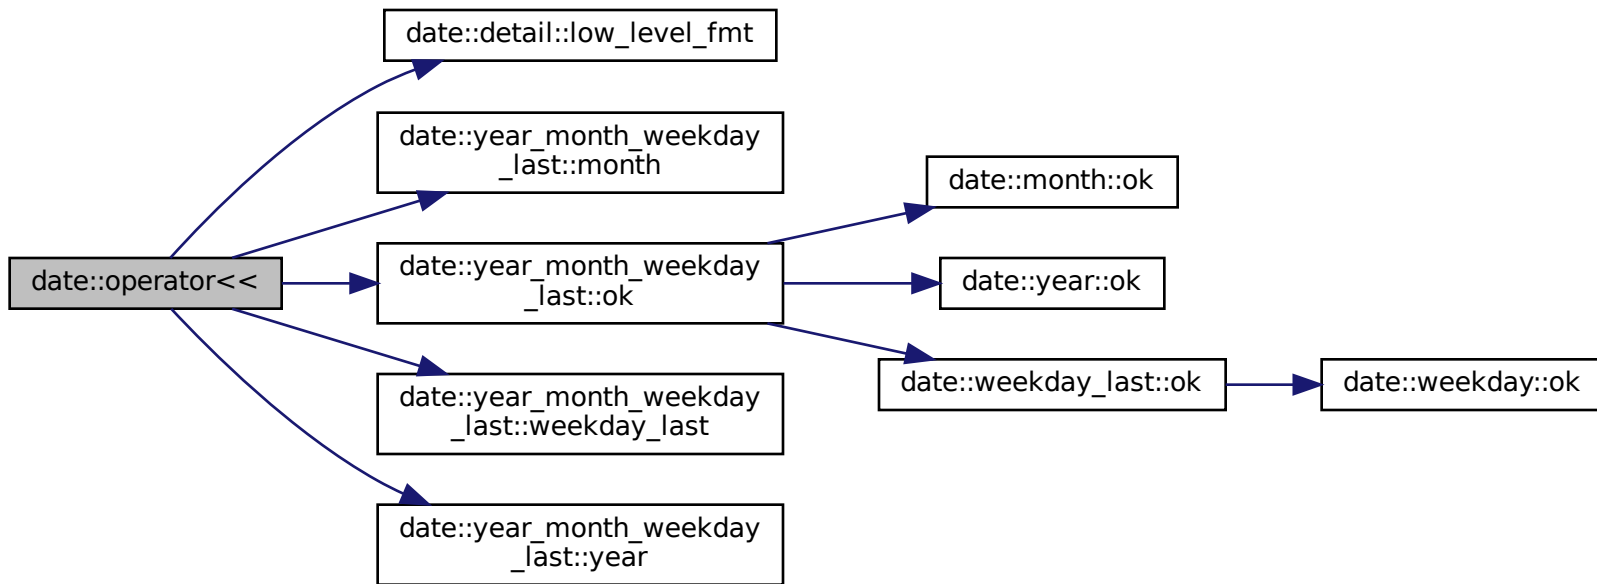 date::operator<<
date::detail::low_level_fmt
date::year_month_weekday
_last::month
date::year_month_weekday
_last::ok
date::year_month_weekday
_last::weekday_last
date::year_month_weekday
_last::year
date::month::ok
date::year::ok
date::weekday_last::ok
date::weekday::ok